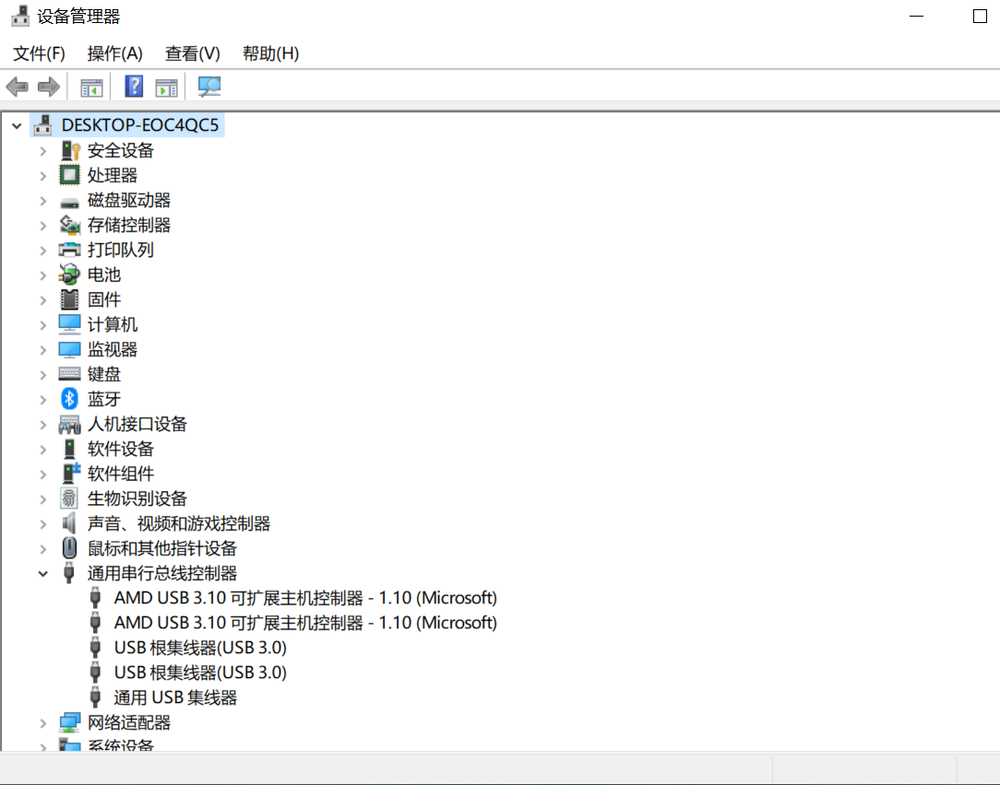 设备管理器
文件(F) 操作(A) 查看(V) 帮助(H)
DESKTOP-EOC4QC5
安全设备
处理器
磁盘驱动器
存储控制器
打印队列
电池
固件
计算机
监视器
键盘
蓝牙
人机接口设备
软件设备
软件组件
生物识别设备
声音、视频和游戏控制器
鼠标和其他指针设备
通用串行总线控制器
AMD USB 3.10 可扩展主机控制器 - 1.10 (Microsoft)
AMD USB 3.10 可扩展主机控制器 - 1.10 (Microsoft)
USB 根集线器(USB 3.0)
USB 根集线器(USB 3.0)
通用 USB 集线器
网络适配器
系统设备